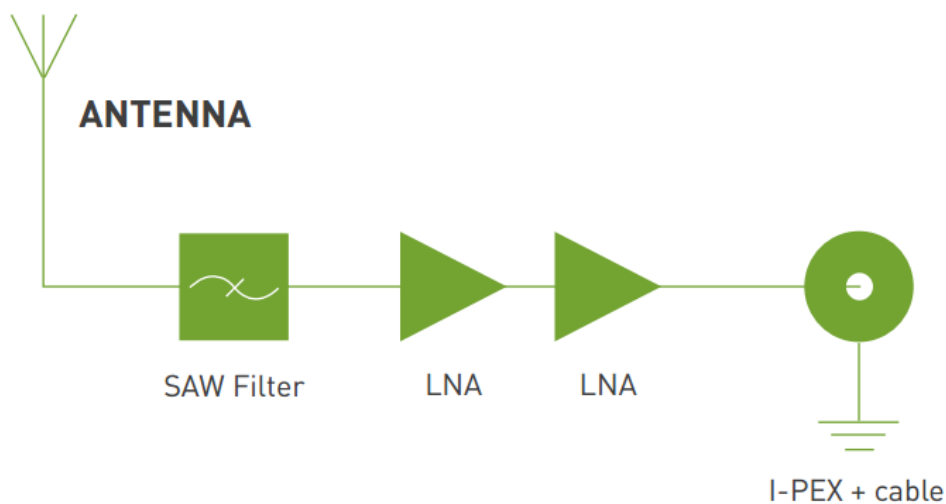 ANTENNA
SAW Filter
LNA
LNA
I-PEX + cable